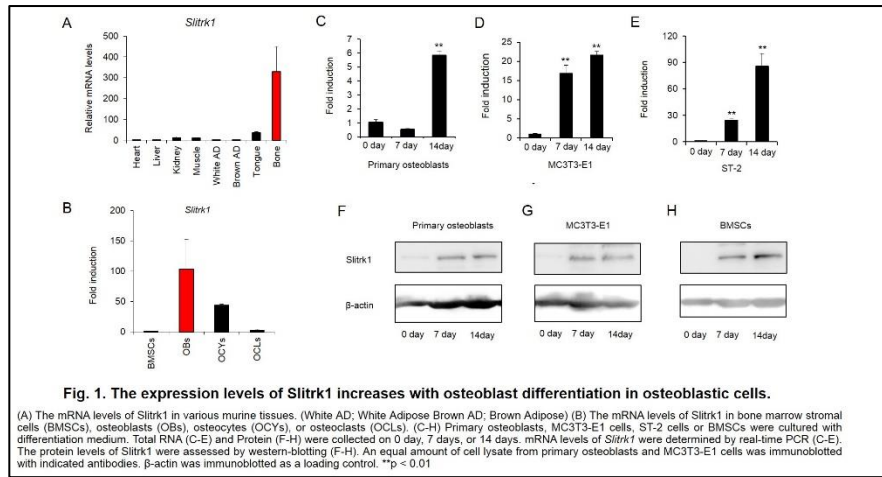 A
Slitrk1
Relative mRNA levels
500
400
300
200
100
0
Heart
Liver
Kidney
Muscle
White AD
Brown AD
Tongue
Bone
B
Slitrk1
Fold induction
200
150
100
50
0
BMSCs
OBs
OCYs
OCLs
C
Fold induction
7
6
5
4
3
2
1
0
**
0 day 7 day 14day
Primary osteoblasts
D
Fold induction
25
20
15
10
5
0
** **
0 day 7 day 14 day
MC3T3-E1
E
Fold induction
120
90
60
30
0
** **
0 day 7 day 14 day
ST-2
F
Primary osteoblasts
G
MC3T3-E1
H
BMSCs
Slitrk1
β-actin
0 day 7 day 14day
0 day 7 day 14day
0 day 7 day 14day
Fig. 1. The expression levels of Slitrk1 increases with osteoblast differentiation in osteoblastic cells.
(A) The mRNA levels of Slitrk1 in various murine tissues. (White AD; White Adipose Brown AD; Brown Adipose) (B) The mRNA levels of Slitrk1 in bone marrow stromal
cells (BMSCs), osteoblasts (OBs), osteocytes (OCYs), or osteoclasts (OCLs). (C-H) Primary osteoblasts, MC3T3-E1 cells, ST-2 cells or BMSCs were cultured with
differentiation medium. Total RNA (C-E) and Protein (F-H) were collected on 0 day, 7 days, or 14 days. mRNA levels of Slitrk1 were determined by real-time PCR (C-E).
The protein levels of Slitrk1 were assessed by western-blotting (F-H). An equal amount of cell lysate from primary osteoblasts and MC3T3-E1 cells was immunoblotted
with indicated antibodies. β-actin was immunoblotted as a loading control. **p < 0.01